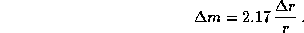 Δm = 2.17 Δr/r .